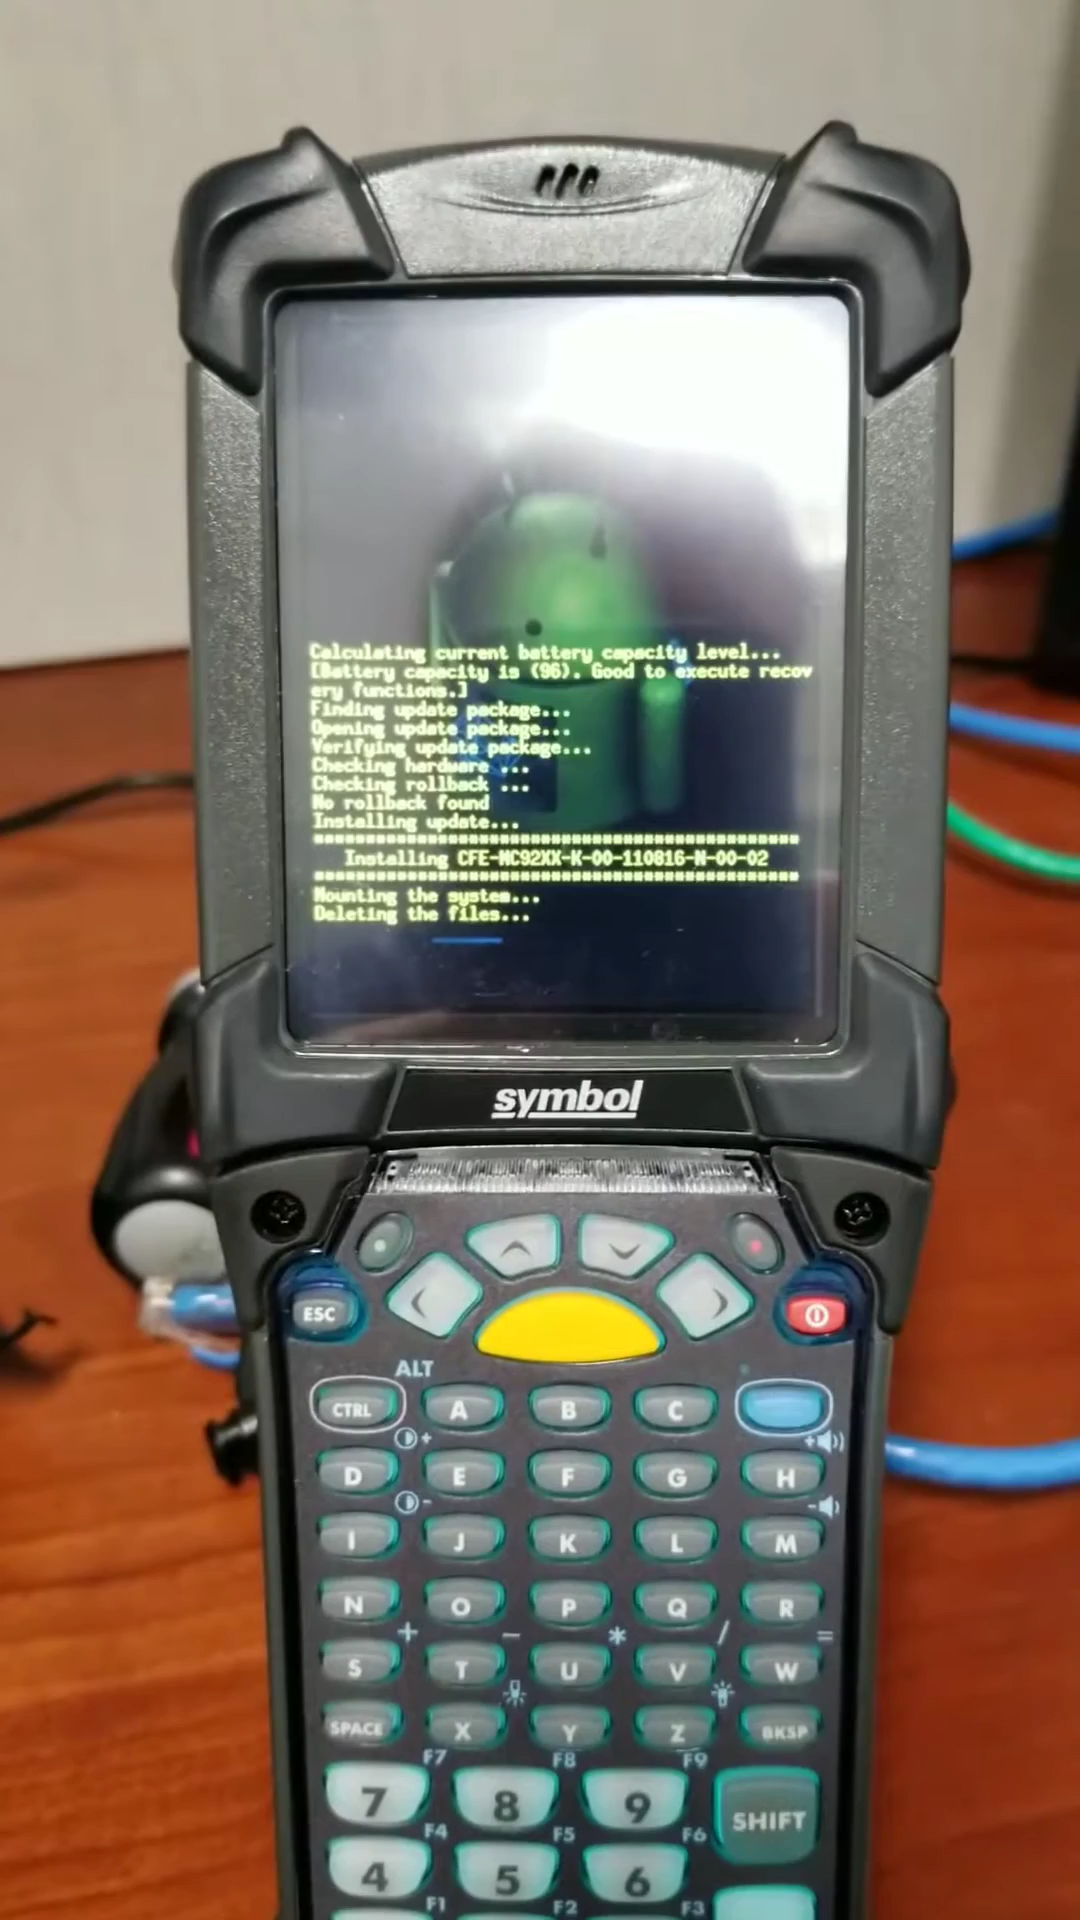 Calculating current battery capacity level...
[Battery capacity is (96). Good to execute recov
ery functions.]
Finding update package...
Opening update package...
Verifying update package...
Checking hardware ...
Checking rollback ...
No rollback found
Installing update...
Installing CFE-MC92XX-K-00-110816-N-00-02
Mounting the system...
Deleting the files...
symbol
ESC
ALT
CTRL A B C
D E F G H
I J K L M
N O P Q R
+ - * / =
S T U V W
SPACE X Y Z BKSP
F7 F8 F9
7 8 9 SHIFT
F4 F5 F6
4 5 6
F1 F2 F3